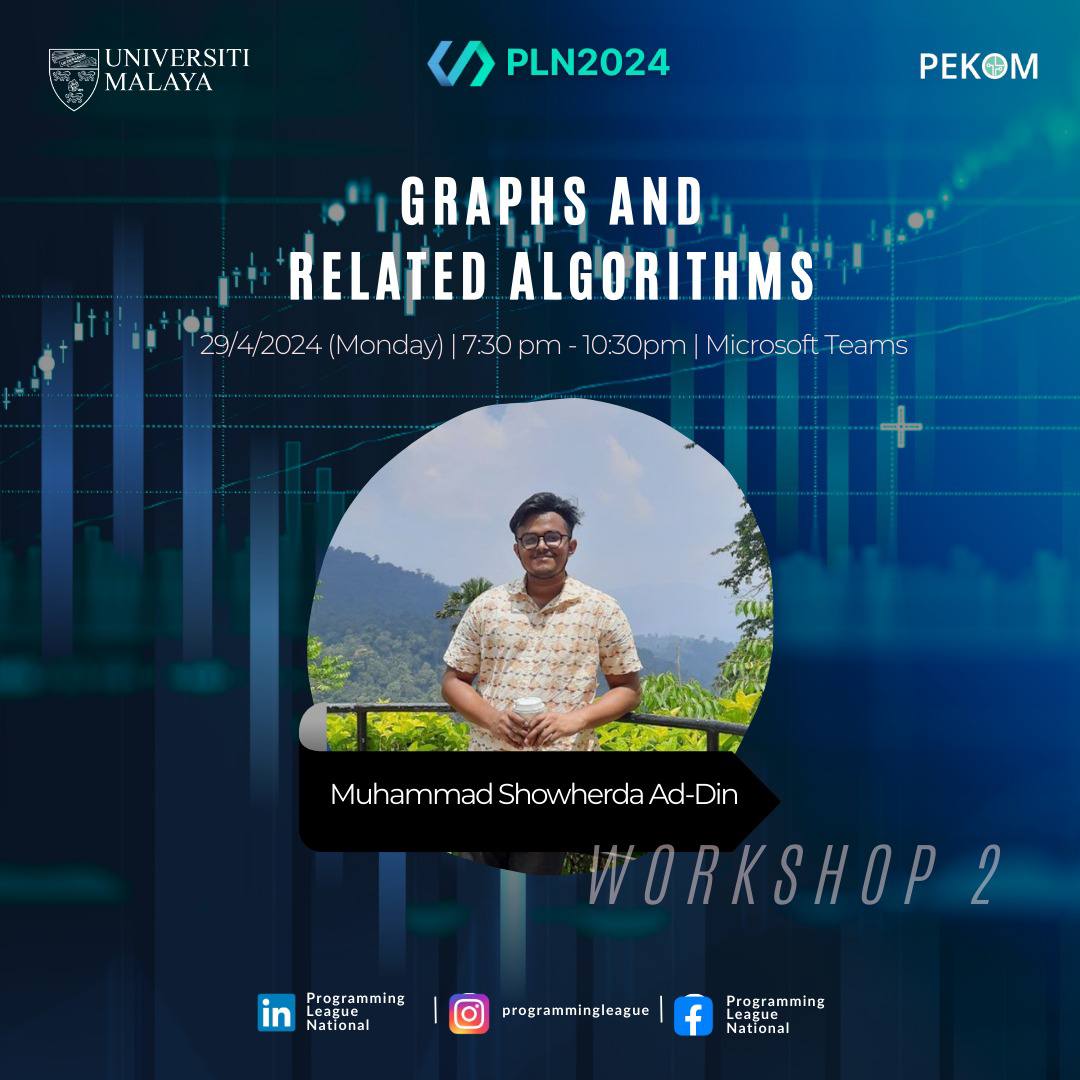 UNIVERSITI
MALAYA
PLN2024
PEKOM
GRAPHS AND
RELATED ALGORITHMS
29/4/2024 (Monday) | 7:30 pm - 10:30pm | Microsoft Teams
Muhammad Showherda Ad-Din
WORKSHOP 2
in
Programming
League
National
|
programmingleague
|
f
Programming
League
National